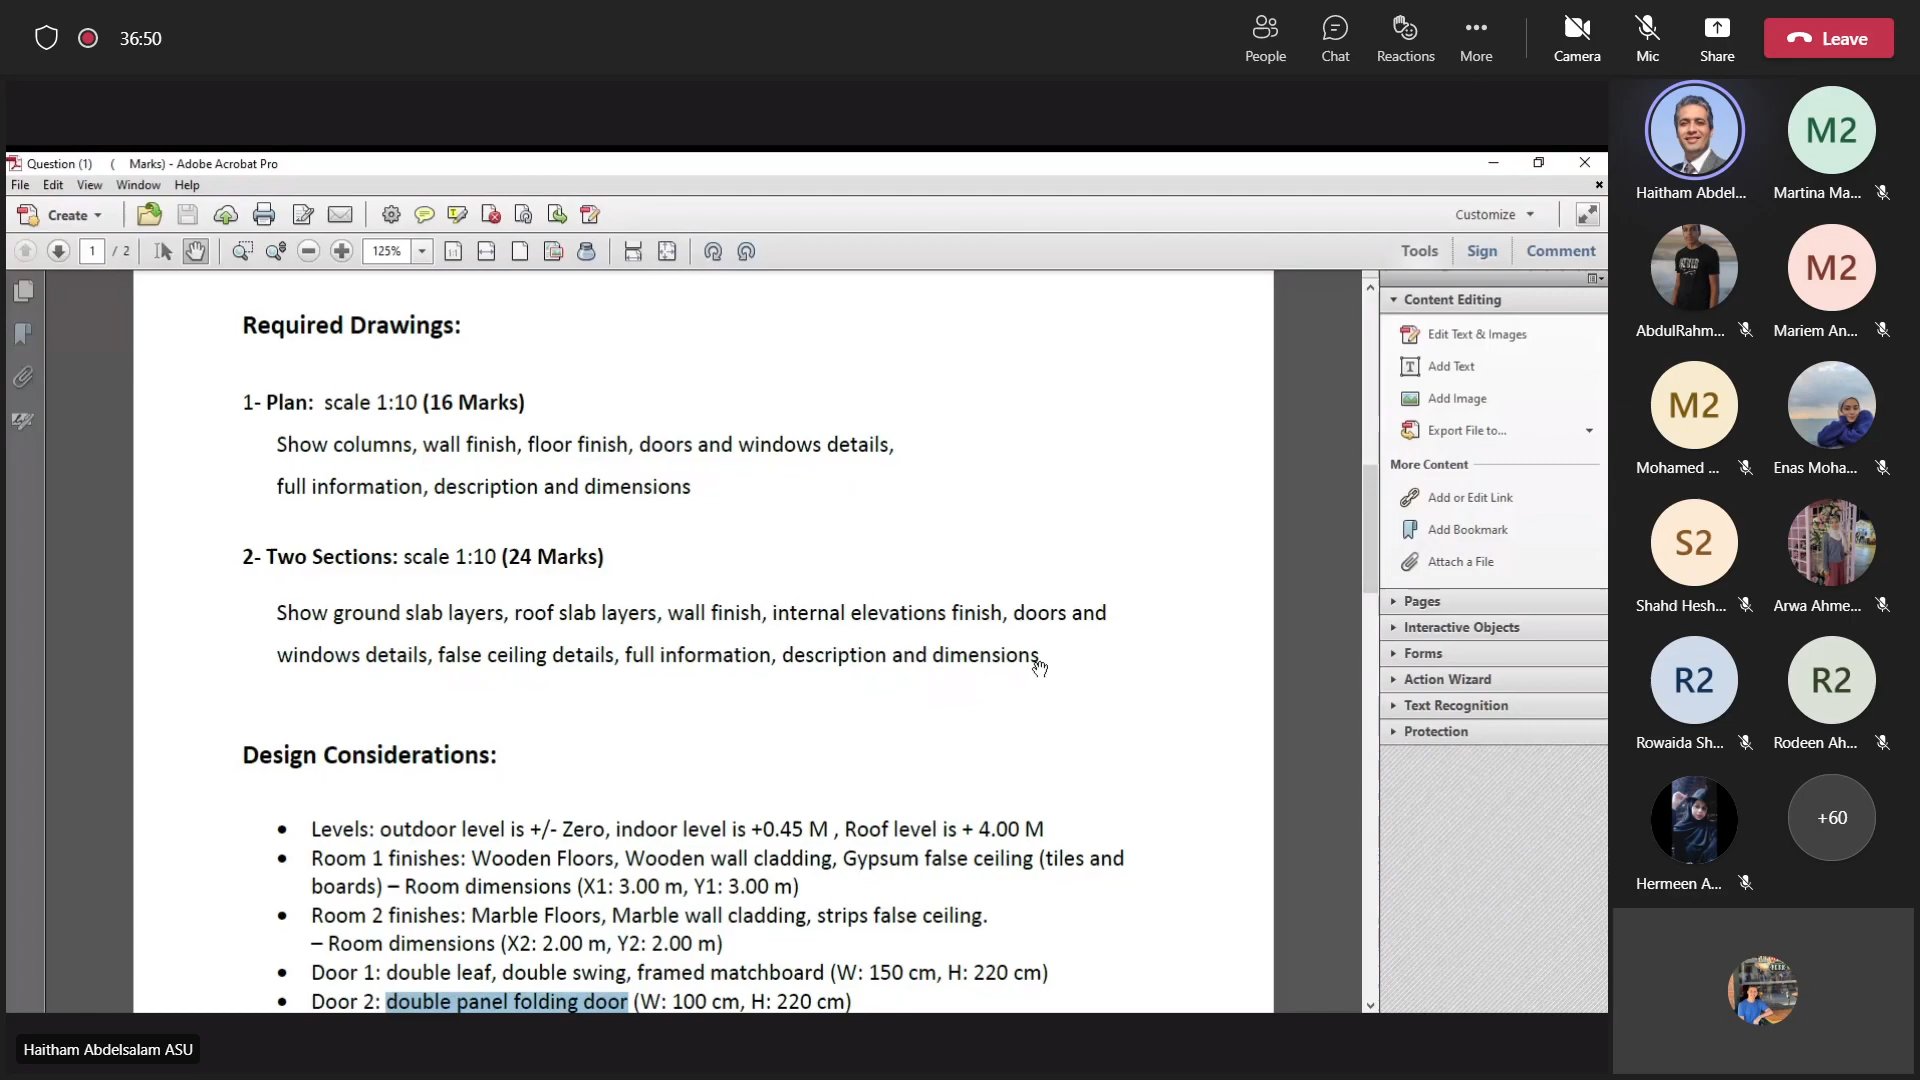 36:50
People
Chat
Reactions
More
Camera
Mic
Share
Leave
Question (1)    (    Marks) - Adobe Acrobat Pro
File Edit View Window Help
Create
Customize
1 / 2
125%
Tools
Sign
Comment
Required Drawings:
1- Plan: scale 1:10 (16 Marks)
Show columns, wall finish, floor finish, doors and windows details,
full information, description and dimensions
2- Two Sections: scale 1:10 (24 Marks)
Show ground slab layers, roof slab layers, wall finish, internal elevations finish, doors and
windows details, false ceiling details, full information, description and dimensions
Design Considerations:
• Levels: outdoor level is +/- Zero, indoor level is +0.45 M , Roof level is + 4.00 M
• Room 1 finishes: Wooden Floors, Wooden wall cladding, Gypsum false ceiling (tiles and
boards) – Room dimensions (X1: 3.00 m, Y1: 3.00 m)
• Room 2 finishes: Marble Floors, Marble wall cladding, strips false ceiling.
– Room dimensions (X2: 2.00 m, Y2: 2.00 m)
• Door 1: double leaf, double swing, framed matchboard (W: 150 cm, H: 220 cm)
• Door 2: double panel folding door (W: 100 cm, H: 220 cm)
Content Editing
Edit Text & Images
Add Text
Add Image
Export File to...
More Content
Add or Edit Link
Add Bookmark
Attach a File
Pages
Interactive Objects
Forms
Action Wizard
Text Recognition
Protection
Haitham Abdel...
M2
Martina Ma...
AbdulRahm...
M2
Mariem An...
M2
Mohamed ...
Enas Moha...
S2
Shahd Hesh...
Arwa Ahme...
R2
Rowaida Sh...
R2
Rodeen Ah...
Hermeen A...
+60
Haitham Abdelsalam ASU